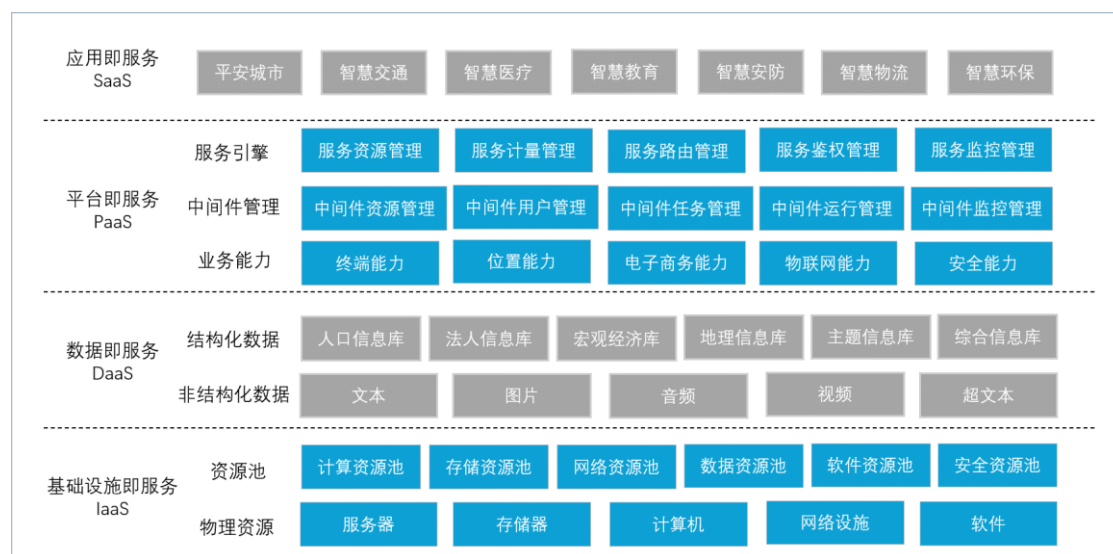 应用即服务
SaaS
平安城市 智慧交通 智慧医疗 智慧教育 智慧安防 智慧物流 智慧环保
平台即服务
PaaS
服务引擎 服务资源管理 服务计量管理 服务路由管理 服务鉴权管理 服务监控管理
中间件管理 中间件资源管理 中间件用户管理 中间件任务管理 中间件运行管理 中间件监控管理
业务能力 终端能力 位置能力 电子商务能力 物联网能力 安全能力
数据即服务
DaaS
结构化数据 人口信息库 法人信息库 宏观经济库 地理信息库 主题信息库 综合信息库
非结构化数据 文本 图片 音频 视频 超文本
基础设施即服务
IaaS
资源池 计算资源池 存储资源池 网络资源池 数据资源池 软件资源池 安全资源池
物理资源 服务器 存储器 计算机 网络设施 软件